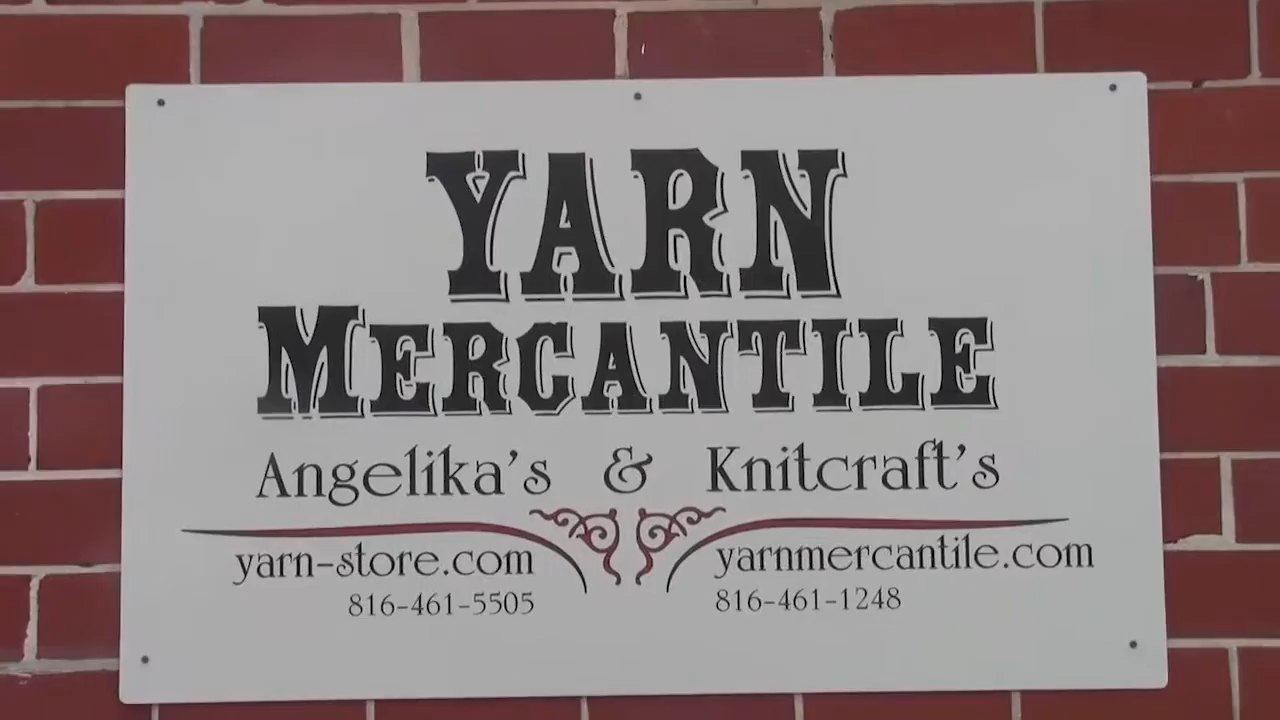 YARN
MERCANTILE
Angelika's & Knitcraft's
yarn-store.com yarnmercantile.com
816-461-5505 816-461-1248